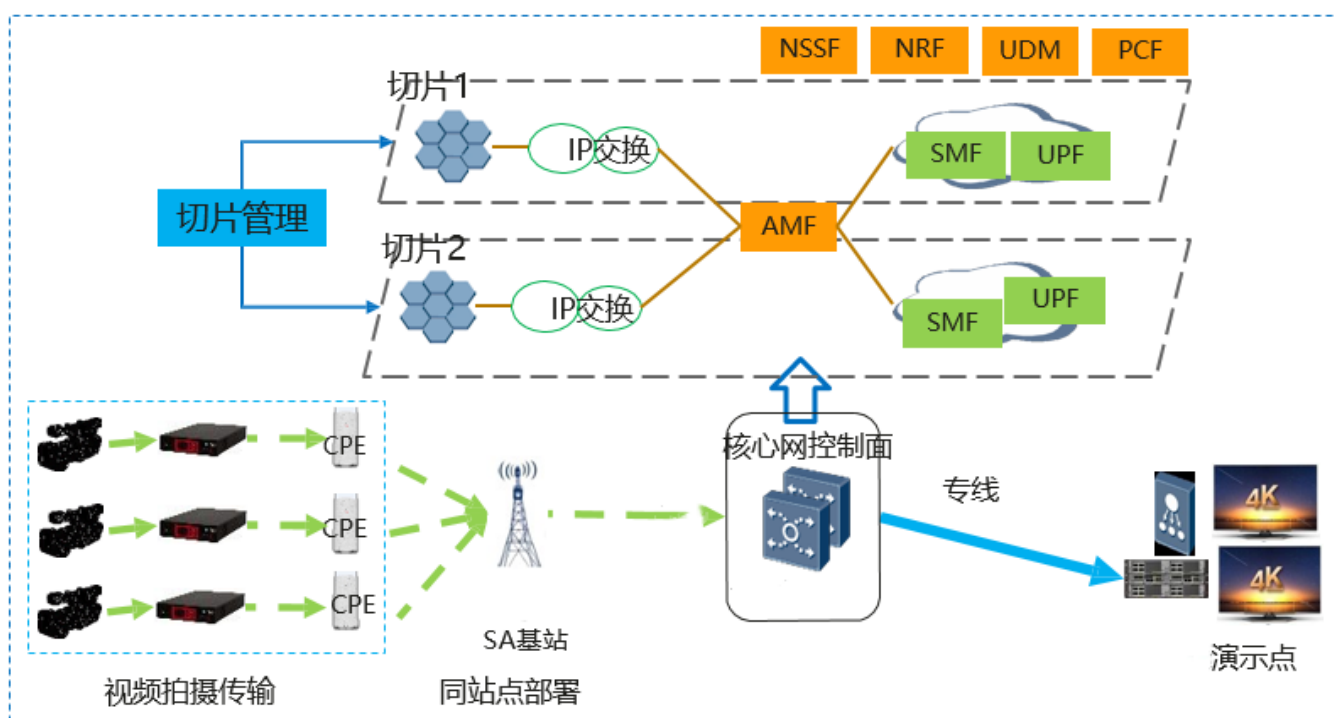 NSSF
NRF
UDM
PCF
切片1
IP交换
SMF
UPF
切片管理
AMF
切片2
IP交换
SMF
UPF
CPE
CPE
CPE
核心网控制面
专线
4K
4K
SA基站
同站点部署
视频拍摄传输
演示点